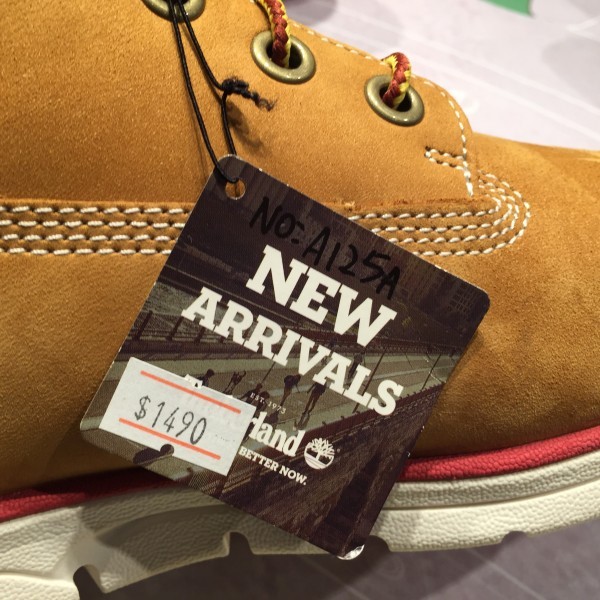 NO: A125A
NEW
ARRIVALS
EST. 1973
$1490
BETTER NOW.